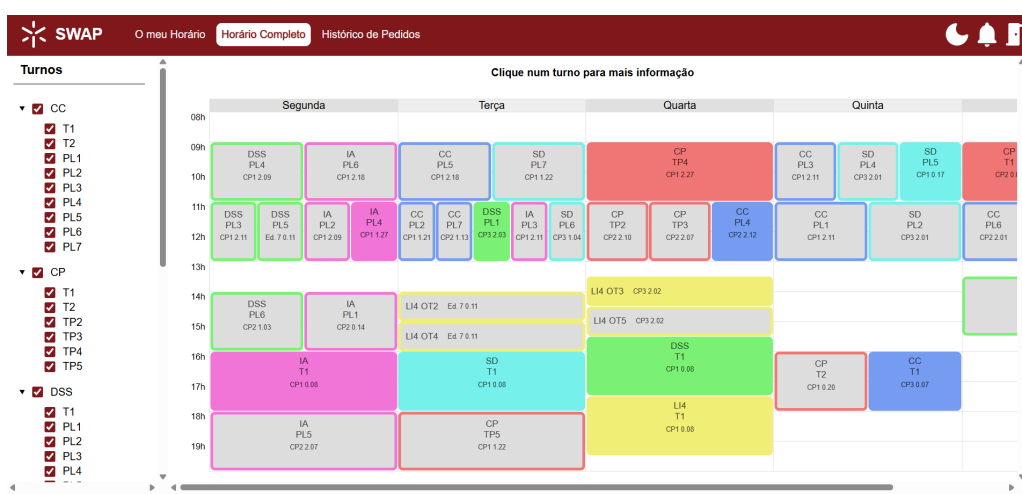 SWAP
O meu Horário
Horário Completo
Histórico de Pedidos
Turnos
CC
T1
T2
PL1
PL2
PL3
PL4
PL5
PL6
PL7
CP
T1
T2
TP2
TP3
TP4
TP5
DSS
T1
PL1
PL2
PL3
PL4
Clique num turno para mais informação
Segunda
Terça
Quarta
Quinta
08h
09h
10h
11h
12h
13h
14h
15h
16h
17h
18h
19h
DSS
PL4
CP1 2.09
IA
PL6
CP1 2.18
CC
PL5
CP1 2.18
SD
PL7
CP1 1.22
CP
TP4
CP1 2.27
CC
PL3
CP1 2.11
SD
PL4
CP3 2.01
SD
PL5
CP1 0.17
CP
T1
DSS
PL3
CP1 2.11
DSS
PL5
Ed. 7 0.11
IA
PL2
CP1 2.09
IA
PL4
CP1 1.27
CC
PL2
CP1 1.21
CC
PL7
CP2 1.13
DSS
PL1
CP3 2.03
IA
PL3
CP1 2.11
SD
PL6
CP3 1.04
CP
TP2
CP2 2.10
CP
TP3
CP2 2.07
CC
PL4
CP2 2.12
CC
PL1
CP1 2.11
SD
PL2
CP3 2.01
CC
PL6
CP2 2.01
DSS
PL6
CP2 1.03
IA
PL1
CP2 0.14
LI4 OT2 Ed. 7 0.11
LI4 OT4 Ed. 7 0.11
LI4 OT3 CP3 2.02
LI4 OT5 CP3 2.02
IA
T1
CP1 0.08
SD
T1
CP1 0.08
DSS
T1
CP1 0.08
CP
T2
CP1 0.20
CC
T1
CP3 0.07
IA
PL5
CP2 2.07
CP
TP5
CP1 1.22
LI4
T1
CP1 0.08